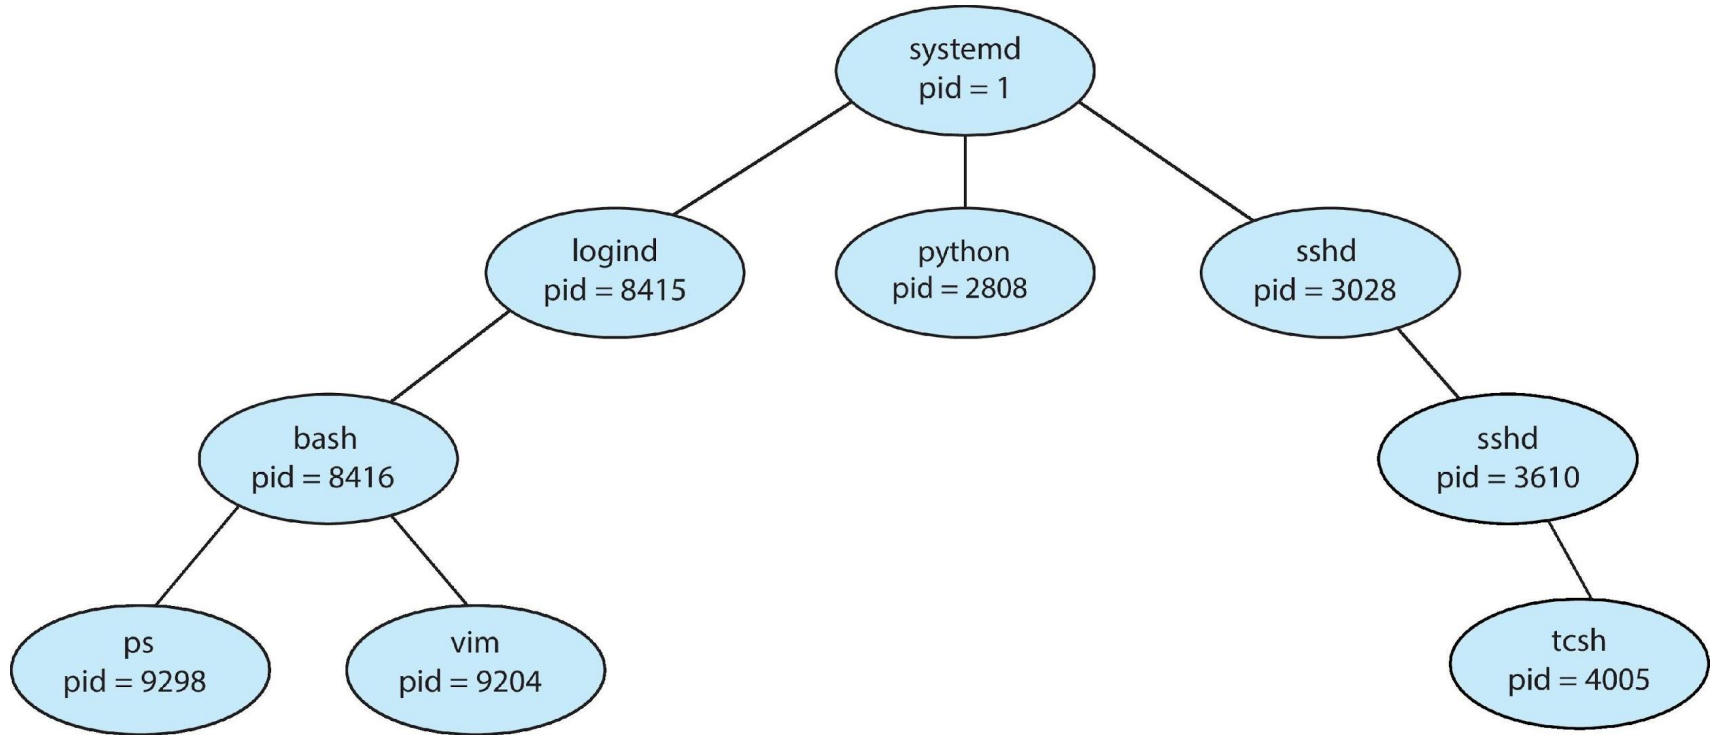 systemd
pid = 1
logind
pid = 8415
python
pid = 2808
sshd
pid = 3028
bash
pid = 8416
sshd
pid = 3610
ps
pid = 9298
vim
pid = 9204
tcsh
pid = 4005